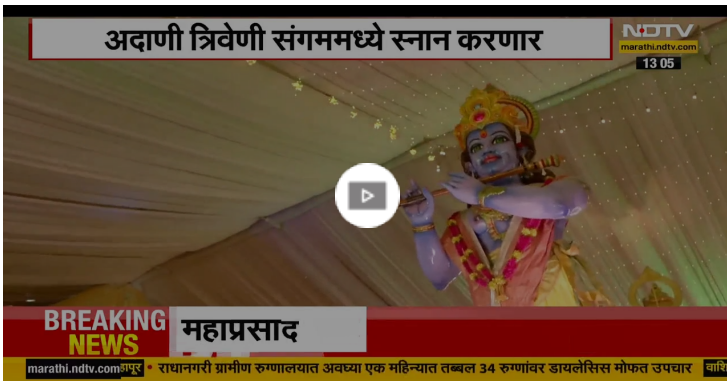 अदाणी त्रिवेणी संगममध्ये स्नान करणार
NDTV
marathi.ndtv.com
13 05
BREAKING
NEWS
महाप्रसाद
marathi.ndtv.com
राधानगरी ग्रामीण रुग्णालयात अवघ्या एक महिन्यात तब्बल 34 रुग्णांवर डायलेसिस मोफत उपचार